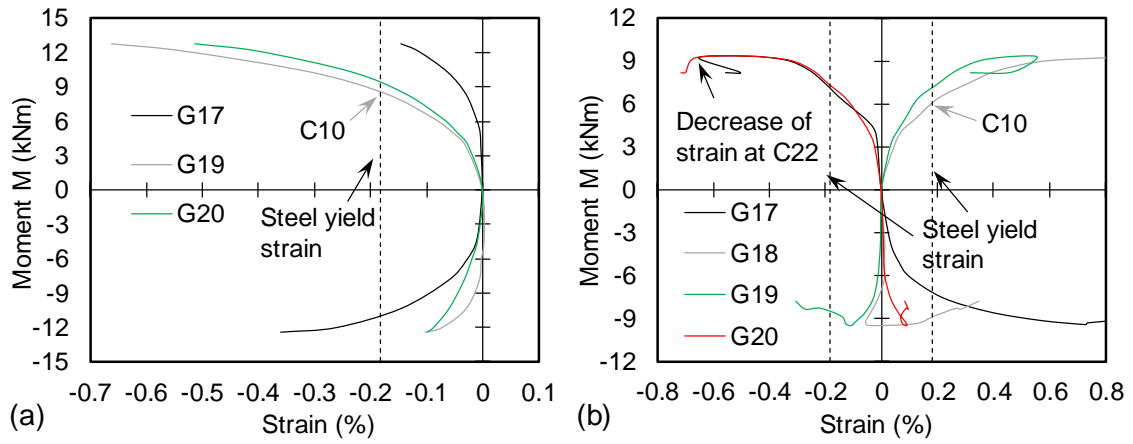 Moment M (kNm)
15
12
9
6
3
0
-3
-6
-9
-12
-15
G17
G19
G20
C10
Steel yield
strain
-0.7 -0.6 -0.5 -0.4 -0.3 -0.2 -0.1 0 0.1
(a)
Strain (%)
Moment M (kNm)
12
9
6
3
0
-3
-6
-9
-12
Decrease of
strain at C22
C10
Steel yield
strain
G17
G18
G19
G20
-0.8 -0.6 -0.4 -0.2 0 0.2 0.4 0.6 0.8
(b)
Strain (%)